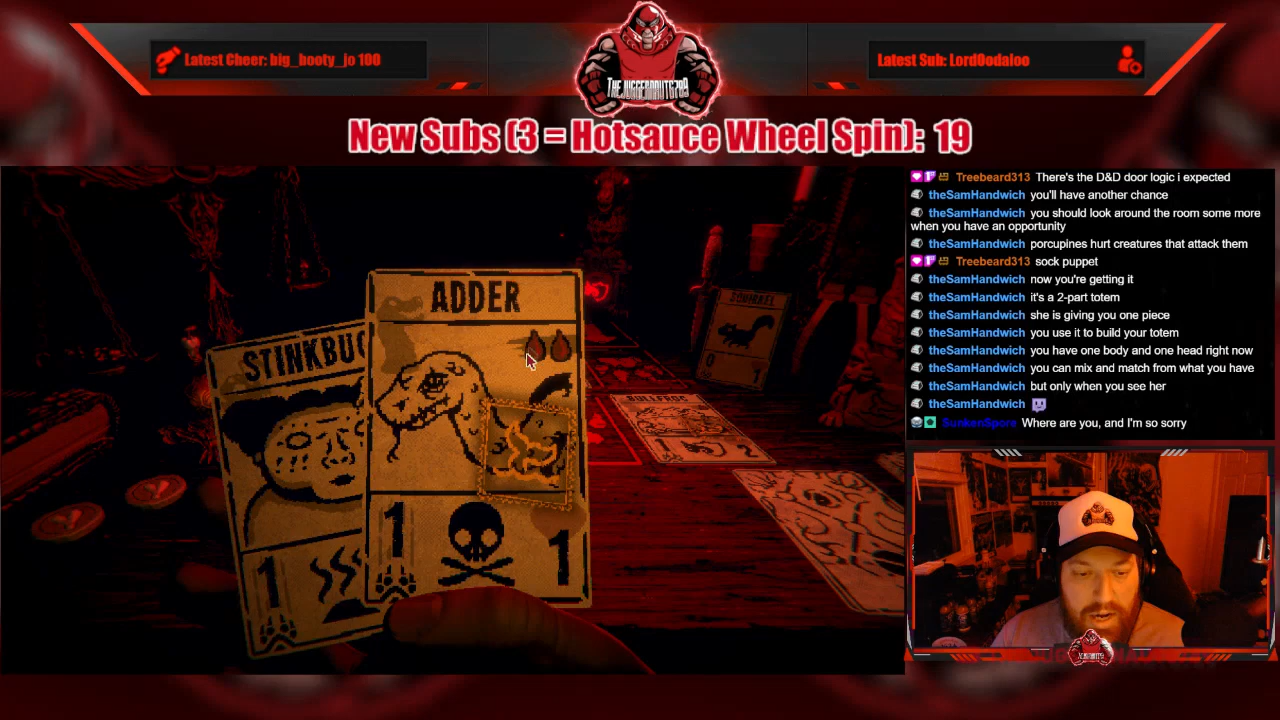 Latest Cheer: big_booty_jo 100
Latest Sub: LordOodaloo
THEJUGGERNAUT6789
New Subs (3 = Hotsauce Wheel Spin): 19
Treebeard313 There's the D&D door logic i expected
theSamHandwich you'll have another chance
theSamHandwich you should look around the room some more
when you have an opportunity
theSamHandwich porcupines hurt creatures that attack them
Treebeard313 sock puppet
theSamHandwich now you're getting it
theSamHandwich it's a 2-part totem
theSamHandwich she is giving you one piece
theSamHandwich you use it to build your totem
theSamHandwich you have one body and one head right now
theSamHandwich you can mix and match from what you have
theSamHandwich but only when you see her
theSamHandwich
SunkenSpore Where are you, and I'm so sorry
ADDER
1 1
STINKBUG
1
SQUIRREL
0 1
BULLFROG
1 2